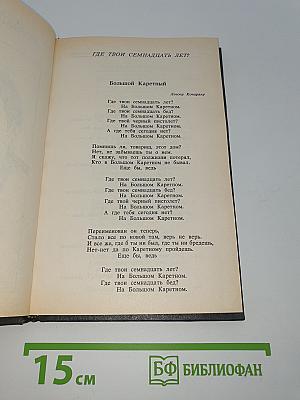 ГДЕ ТВОИ СЕМНАДЦАТЬ ЛЕТ?
Большой Каретный
Левону Кочаряну
Где твои семнадцать лет?
На Большом Каретном.
Где твои семнадцать бед?
На Большом Каретном.
Где твой черный пистолет?
На Большом Каретном.
А где тебя сегодня нет?
На Большом Каретном.
Помнишь ли, товарищ, этот дом?
Нет, не забываешь ты о нем.
Я скажу, что тот полжизни потерял,
Кто в Большом Каретном не бывал.
Еще бы, ведь
Где твои семнадцать лет?
На Большом Каретном.
Где твои семнадцать бед?
На Большом Каретном.
Где твой черный пистолет?
На Большом Каретном.
А где тебя сегодня нет?
На Большом Каретном.
Переименован он теперь,
Стало все по новой там, верь не верь.
И все же, где б ты ни был, где ты ни бредешь,
Нет-нет да по Каретному пройдешь.
Еще бы, ведь
Где твои семнадцать лет?
На Большом Каретном.
Где твои семнадцать бед?
На Большом Каретном.
15 см
БФ БИБЛИОФАН